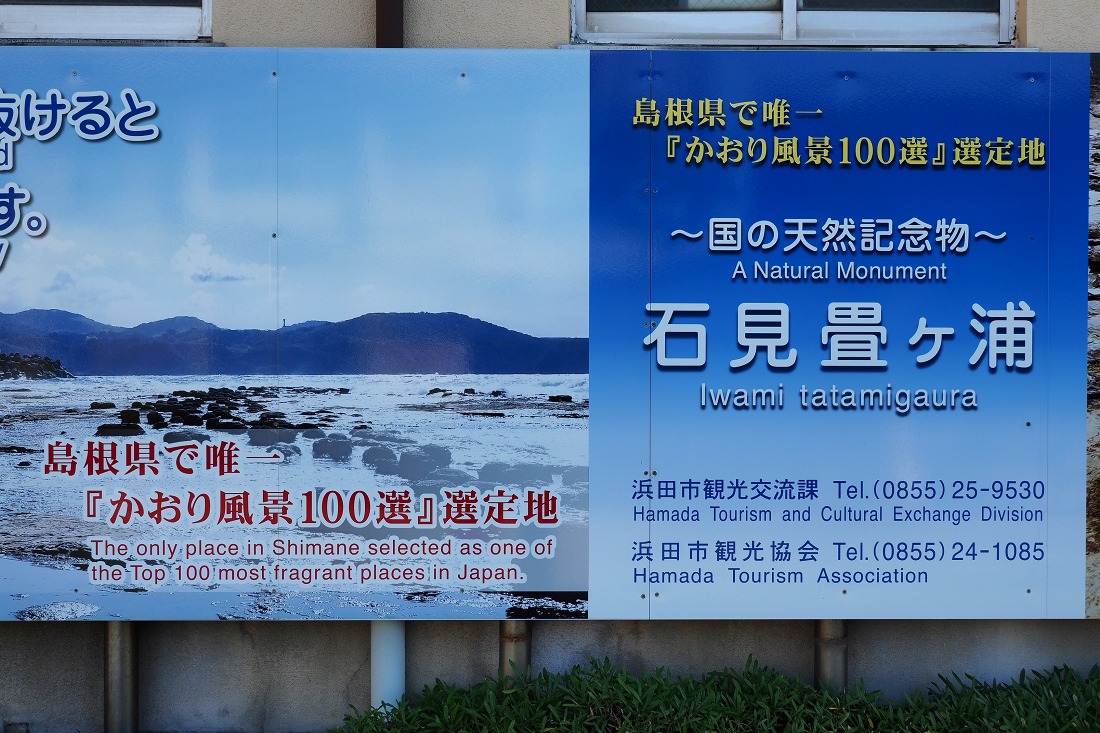 抜けると
d
す。
y
島根県で唯一
『かおり風景100選』選定地
The only place in Shimane selected as one of
the Top 100 most fragrant places in Japan.
島根県で唯一
『かおり風景100選』選定地
～国の天然記念物～
A Natural Monument
石見畳ヶ浦
Iwami tatamigaura
浜田市観光交流課 Tel.(0855)25-9530
Hamada Tourism and Cultural Exchange Division
浜田市観光協会 Tel.(0855)24-1085
Hamada Tourism Association